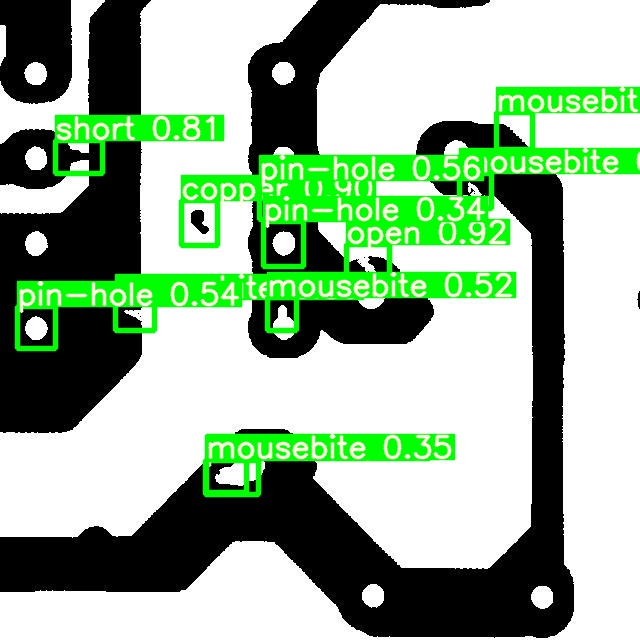 mousebit
short 0.81
pin-hole 0.56
copper 0.90
pin-hole 0.34
open 0.92
mousebite 0.52
pin-hole 0.54
mousebite 0.35